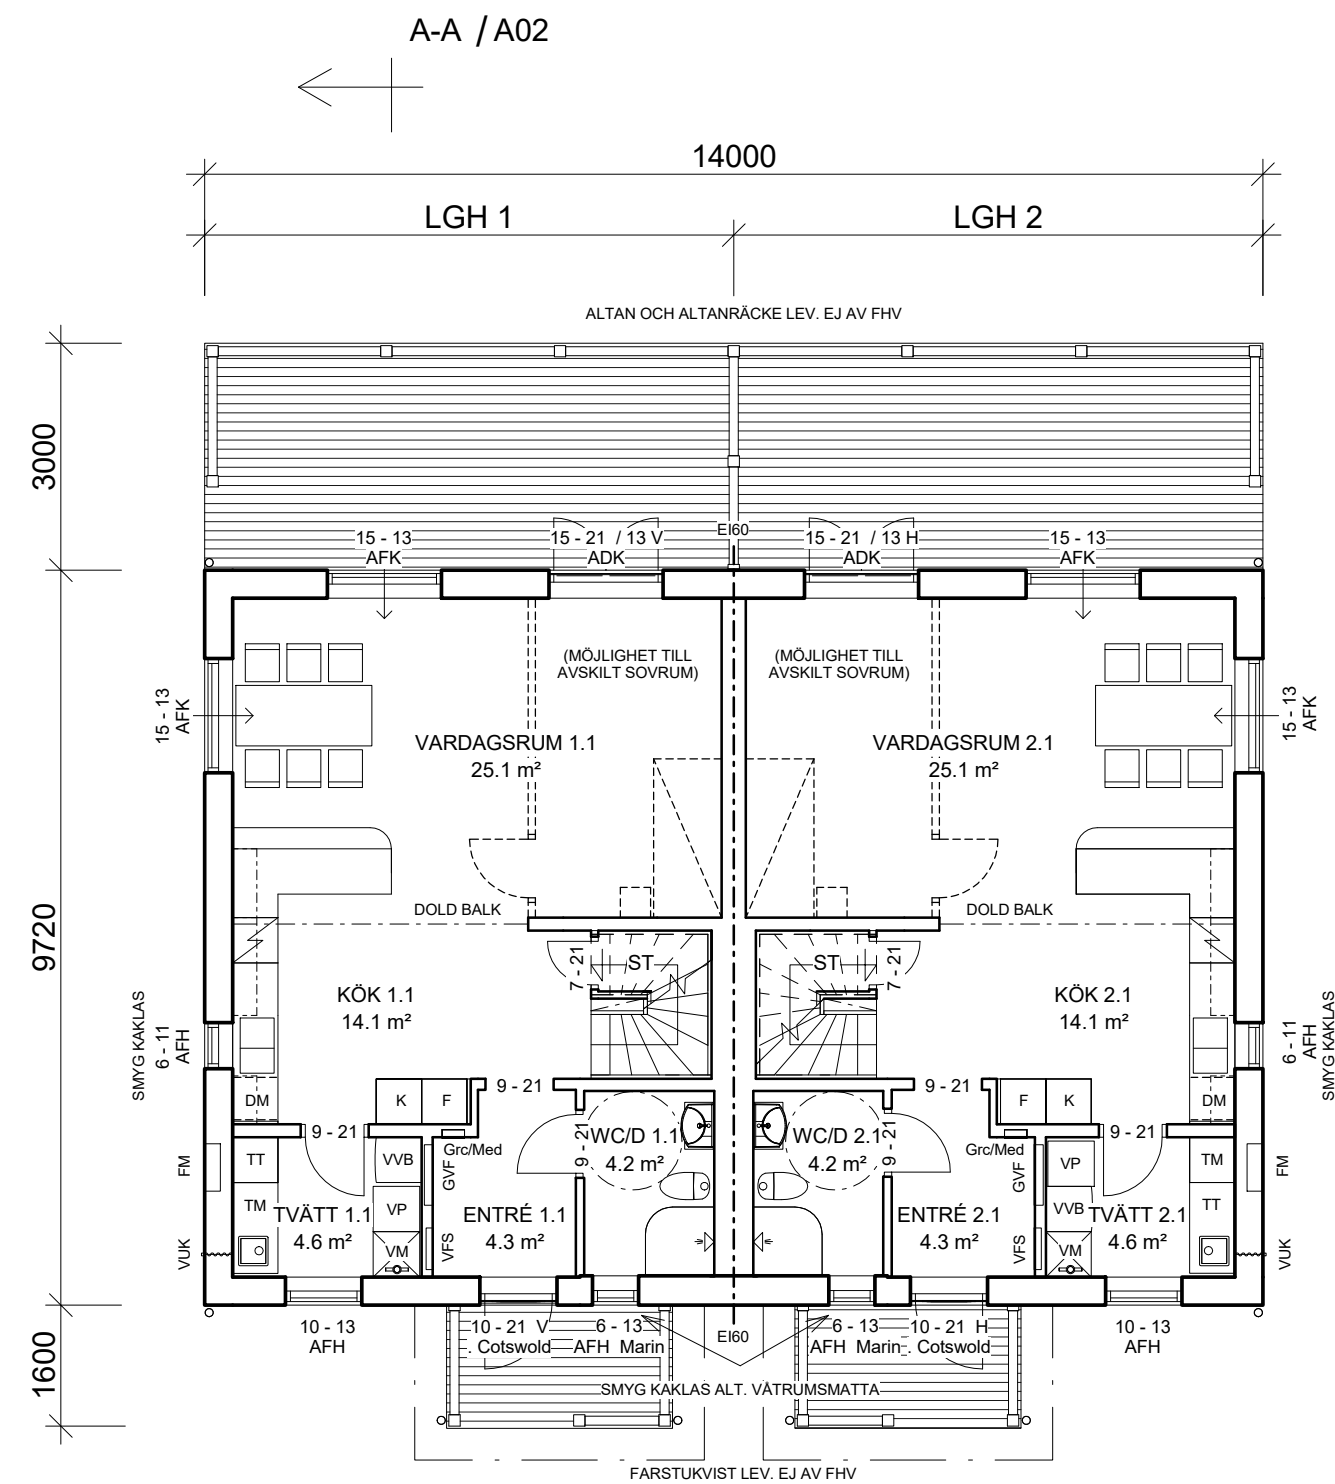 A-A / A02
14000
LGH 1
LGH 2
ALTAN OCH ALTANRÄCKE LEV. EJ AV FHV
3000
15 - 13
AFK
15 - 21 / 13 V
ADK
EI60
15 - 21 / 13 H
ADK
15 - 13
AFK
(MÖJLIGHET TILL
AVSKILT SOVRUM)
(MÖJLIGHET TILL
AVSKILT SOVRUM)
15 - 13
AFK
15 - 13
AFK
VARDAGSRUM 1.1
25.1 m²
VARDAGSRUM 2.1
25.1 m²
DOLD BALK
DOLD BALK
9720
7 - 21
ST
ST
7 - 21
KÖK 1.1
14.1 m²
KÖK 2.1
14.1 m²
SMYG KAKLAS
6 - 11
AFH
6 - 11
AFH
SMYG KAKLAS
DM
K
F
9 - 21
9 - 21
F
K
DM
9 - 21
9 - 21
WC/D 1.1
4.2 m²
WC/D 2.1
4.2 m²
9 - 21
9 - 21
FM
TT
VVB
Grc/Med
GVF
Grc/Med
GVF
VP
TM
FM
TM
TVÄTT 1.1
4.6 m²
VP
ENTRÉ 1.1
4.3 m²
ENTRÉ 2.1
4.3 m²
VVB
TVÄTT 2.1
4.6 m²
TT
VUK
VM
VFS
VFS
VM
VUK
10 - 13
AFH
10 - 21 V
. Cotswold
6 - 13
AFH Marin
EI60
6 - 13
AFH Marin
10 - 21 H
. Cotswold
10 - 13
AFH
1600
SMYG KAKLAS ALT. VÅTRUMSMATTA
FARSTUKVIST LEV. EJ AV FHV